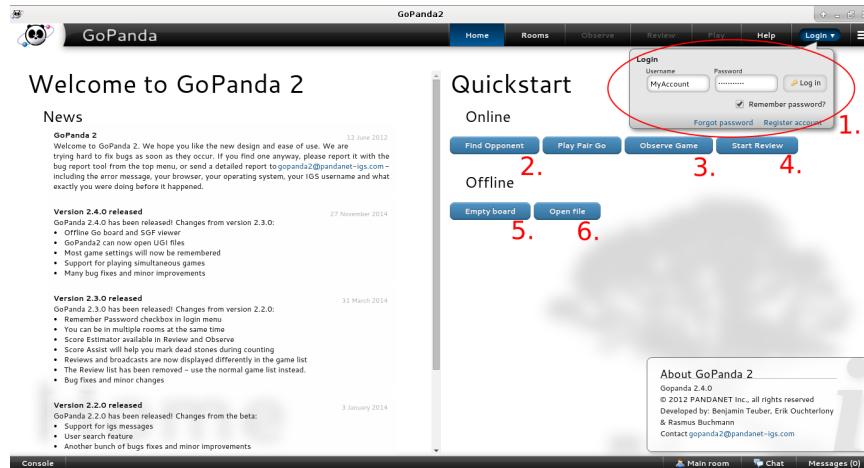 GoPanda2
GoPanda
Home Rooms Observe Review Play Help Login ▾
Login
Username Password
MyAccount ••••••••••• Log in
Remember password?
Forgot password Register account
1.
Welcome to GoPanda 2
News
GoPanda 2 12 June 2012
Welcome to GoPanda 2. We hope you like the new design and ease of use. We are
trying hard to fix bugs as soon as they occur. If you find one anyway, please report it with the
bug report tool from the top menu, or send a detailed report to gopanda2@pandanet-igs.com –
including the error message, your browser, your operating system, your IGS username and what
exactly you were doing before it happened.
Version 2.4.0 released 27 November 2014
GoPanda 2.4.0 has been released! Changes from version 2.3.0:
• Offline Go board and SGF viewer
• GoPanda2 can now open UGI files
• Most game settings will now be remembered
• Support for playing simultaneous games
• Many bug fixes and minor improvements
Version 2.3.0 released 31 March 2014
GoPanda 2.3.0 has been released! Changes from version 2.2.0:
• Remember Password checkbox in login menu
• You can be in multiple rooms at the same time
• Score Estimator available in Review and Observe
• Score Assist will help you mark dead stones during counting
• Reviews and broadcasts are now displayed differently in the game list
• The Review list has been removed – use the normal game list instead.
• Bug fixes and minor changes
Version 2.2.0 released 3 January 2014
GoPanda 2.2.0 has been released! Changes from the beta:
• Support for igs messages
• User search feature
• Another bunch of bugs fixes and minor improvements
Quickstart
Online
Find Opponent Play Pair Go Observe Game Start Review
2. 3. 4.
Offline
Empty board Open file
5. 6.
About GoPanda 2
Gopanda 2.4.0
© 2012 PANDANET Inc., all rights reserved
Developed by: Benjamin Teuber, Erik Ouchterlony
& Rasmus Buchmann
Contact gopanda2@pandanet-igs.com
Console Main room Chat Messages (0)